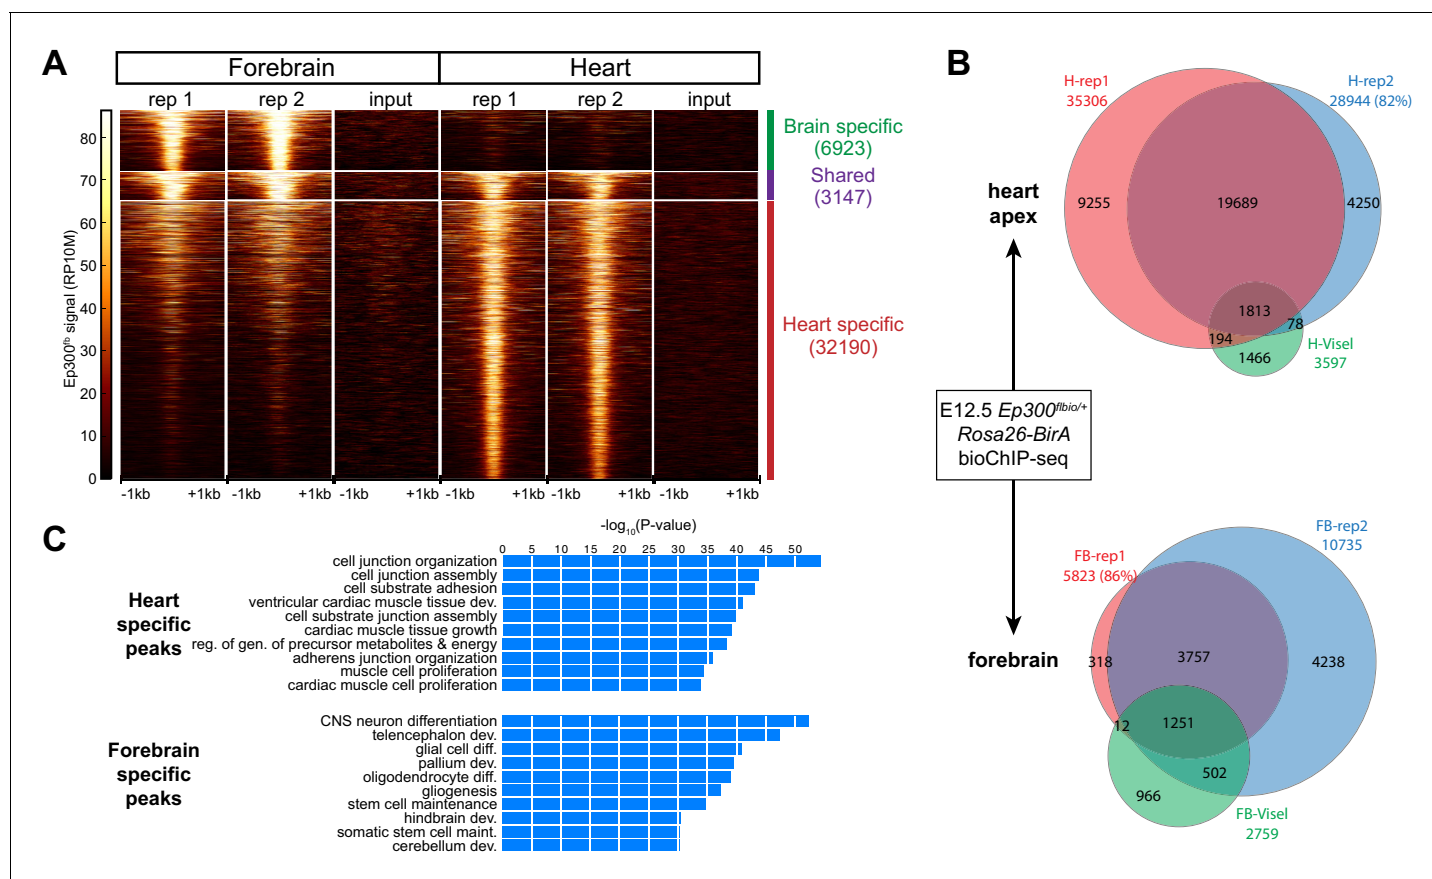 A
Forebrain
Heart
rep 1
rep 2
input
rep 1
rep 2
input
Ep300fb signal (RP10M)
80
70
60
50
40
30
20
10
0
-1kb
+1kb
-1kb
+1kb
-1kb
+1kb
-1kb
+1kb
-1kb
+1kb
-1kb
+1kb
Brain specific
(6923)
Shared
(3147)
Heart specific
(32190)
B
H-rep1
35306
H-rep2
28944 (82%)
heart
apex
9255
19689
4250
1813
78
194
1466
H-Visel
3597
E12.5 Ep300flbio/+
Rosa26-BirA
bioChIP-seq
FB-rep2
10735
FB-rep1
5823 (86%)
forebrain
318
3757
4238
12
1251
502
966
FB-Visel
2759
C
-log10(P-value)
0 5 10 15 20 25 30 35 40 45 50
Heart
specific
peaks
cell junction organization
cell junction assembly
cell substrate adhesion
ventricular cardiac muscle tissue dev.
cell substrate junction assembly
cardiac muscle tissue growth
reg. of gen. of precursor metabolites & energy
adherens junction organization
muscle cell proliferation
cardiac muscle cell proliferation
Forebrain
specific
peaks
CNS neuron differentiation
telencephalon dev.
glial cell diff.
pallium dev.
oligodendrocyte diff.
gliogenesis
stem cell maintenance
hindbrain dev.
somatic stem cell maint.
cerebellum dev.